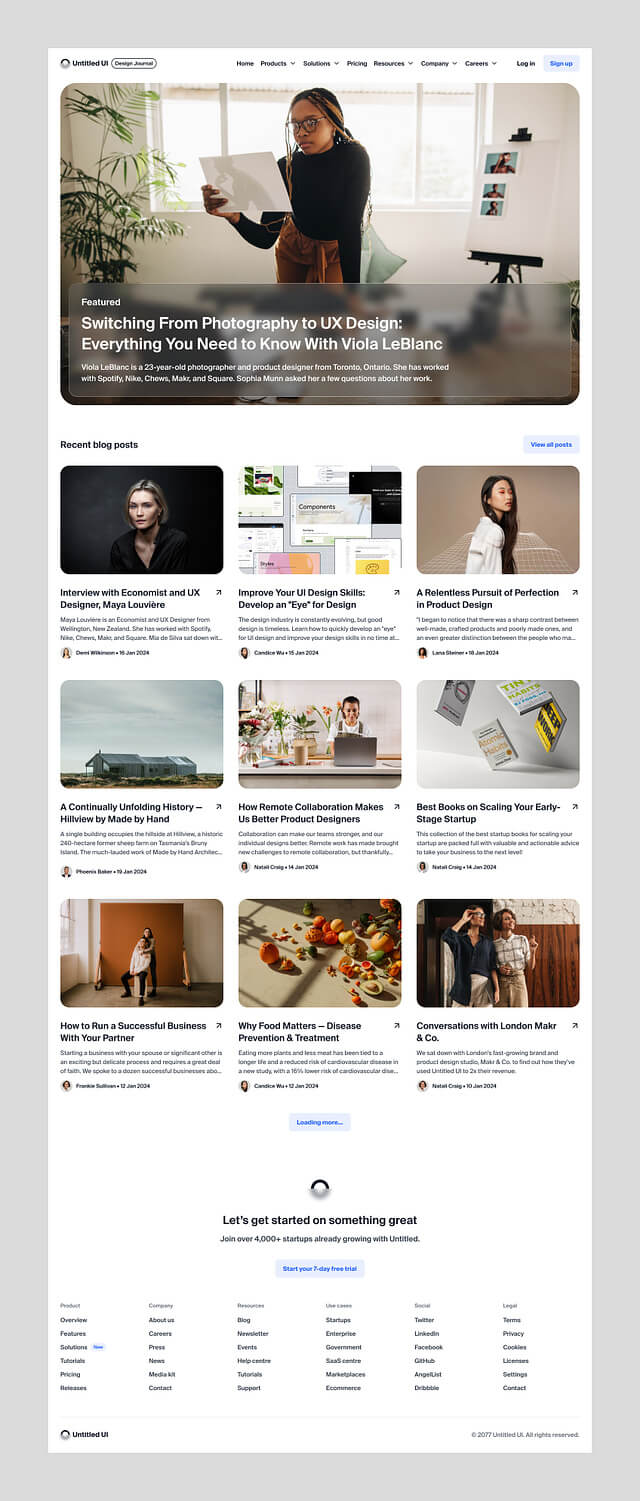 Untitled UI Design Journal Home Products Solutions Pricing Resources Company Careers Log in Sign up
Featured
Switching From Photography to UX Design:
Everything You Need to Know With Viola LeBlanc
Viola LeBlanc is a 23-year-old photographer and product designer from Toronto, Ontario. She has worked
with Spotify, Nike, Chews, Makr, and Square. Sophia Munn asked her a few questions about her work.
Recent blog posts
View all posts
Components
Styles
Interview with Economist and UX
Designer, Maya Louvière
Maya Louvière is an Economist and UX Designer from
Wellington, New Zealand. She has worked with Spotify,
Nike, Chews, Makr, and Square. Mia de Silva sat down wit...
Demi Wilkinson • 16 Jan 2024
Improve Your UI Design Skills:
Develop an "Eye" for Design
The design industry is constantly evolving, but good
design is timeless. Learn how to quickly develop an "eye"
for UI design and improve your design skills in no time at...
Candice Wu • 15 Jan 2024
A Relentless Pursuit of Perfection
in Product Design
"I began to notice that there was a sharp contrast between
well-made, crafted products and poorly made ones, and
an even greater distinction between the people who ma...
Lana Steiner • 18 Jan 2024
TINY
HABITS
DEEP
WORK
Atomic
Habits
A Continually Unfolding History —
Hillview by Made by Hand
A single building occupies the hillside at Hillview, a historic
240-hectare former sheep farm on Tasmania's Bruny
Island. The much-lauded work of Made by Hand Architec...
Phoenix Baker • 19 Jan 2024
How Remote Collaboration Makes
Us Better Product Designers
Collaboration can make our teams stronger, and our
individual designs better. Remote work has made brought
new challenges to remote collaboration, but thankfully...
Natali Craig • 14 Jan 2024
Best Books on Scaling Your Early-
Stage Startup
This collection of the best startup books for scaling your
startup are packed full with valuable and actionable advice
to take your business to the next level!
Natali Craig • 14 Jan 2024
How to Run a Successful Business
With Your Partner
Starting a business with your spouse or significant other is
an exciting but delicate process and requires a great deal
of faith. We spoke to a dozen successful businesses abo...
Frankie Sullivan • 12 Jan 2024
Why Food Matters — Disease
Prevention & Treatment
Eating more plants and less meat has been tied to a
longer life and a reduced risk of cardiovascular disease in
a new study, with a 16% lower risk of cardiovascular dise...
Candice Wu • 12 Jan 2024
Conversations with London Makr
& Co.
We sat down with London's fast-growing brand and
product design studio, Makr & Co. to find out how they've
used Untitled UI to 2x their revenue.
Natali Craig • 10 Jan 2024
Loading more...
Let's get started on something great
Join over 4,000+ startups already growing with Untitled.
Start your 7-day free trial
Product
Overview
Features
Solutions New
Tutorials
Pricing
Releases
Company
About us
Careers
Press
News
Media kit
Contact
Resources
Blog
Newsletter
Events
Help centre
Tutorials
Support
Use cases
Startups
Enterprise
Government
SaaS centre
Marketplaces
Ecommerce
Social
Twitter
LinkedIn
Facebook
GitHub
AngelList
Dribbble
Legal
Terms
Privacy
Cookies
Licenses
Settings
Contact
Untitled UI
© 2077 Untitled UI. All rights reserved.